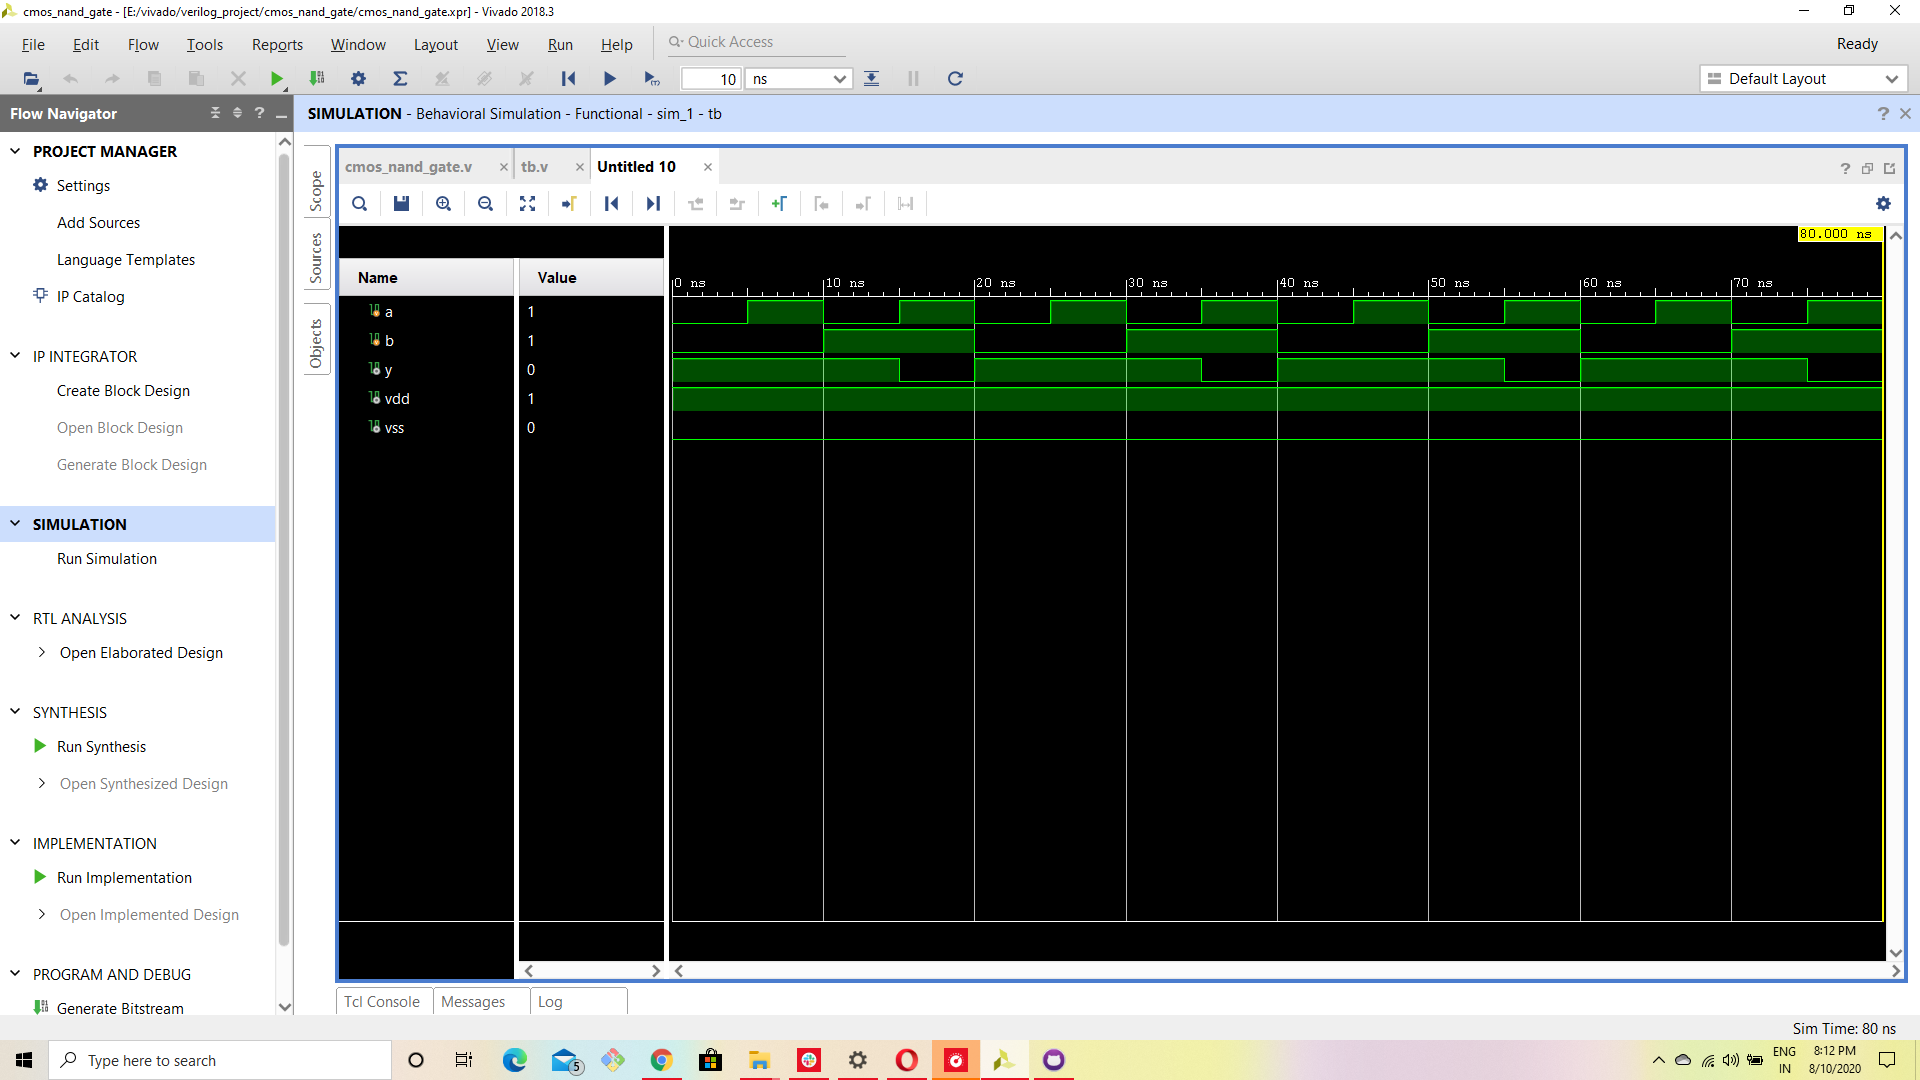 cmos_nand_gate - [E:/vivado/verilog_project/cmos_nand_gate/cmos_nand_gate.xpr] - Vivado 2018.3
File Edit Flow Tools Reports Window Layout View Run Help Quick Access Ready
10 ns Default Layout
Flow Navigator
SIMULATION - Behavioral Simulation - Functional - sim_1 - tb
PROJECT MANAGER
Settings
Add Sources
Language Templates
IP Catalog
IP INTEGRATOR
Create Block Design
Open Block Design
Generate Block Design
SIMULATION
Run Simulation
RTL ANALYSIS
Open Elaborated Design
SYNTHESIS
Run Synthesis
Open Synthesized Design
IMPLEMENTATION
Run Implementation
Open Implemented Design
PROGRAM AND DEBUG
Generate Bitstream
Scope
Sources
Objects
cmos_nand_gate.v tb.v Untitled 10
80.000 ns
Name Value
0 ns 10 ns 20 ns 30 ns 40 ns 50 ns 60 ns 70 ns
a 1
b 1
y 0
vdd 1
vss 0
Tcl Console Messages Log
Sim Time: 80 ns
Type here to search
5
ENG
IN
8:12 PM
8/10/2020